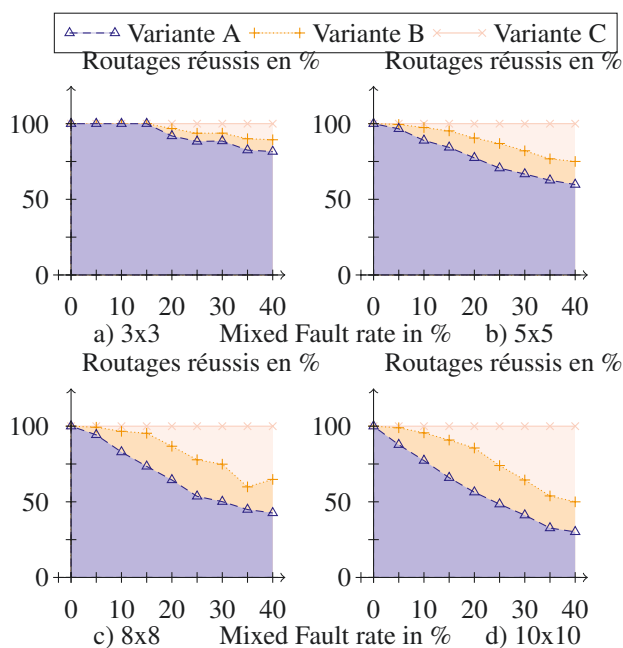 Variante A Variante B Variante C
Routages réussis en % Routages réussis en %
100 100
50 50
0 0
0 10 20 30 40 0 10 20 30 40
a) 3x3 Mixed Fault rate in % b) 5x5
Routages réussis en % Routages réussis en %
100 100
50 50
0 0
0 10 20 30 40 0 10 20 30 40
c) 8x8 Mixed Fault rate in % d) 10x10